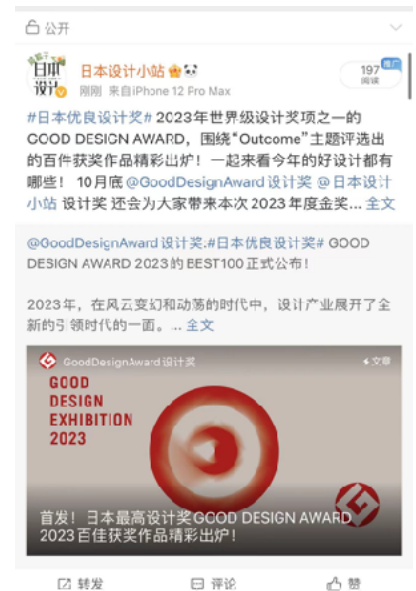 公开
日本设计小站
197
推广
阅读
刚刚 来自iPhone 12 Pro Max
#日本优良设计奖# 2023年世界级设计奖项之一的
GOOD DESIGN AWARD，围绕“Outcome”主题评选出
的百件获奖作品精彩出炉！一起来看今年的好设计都有
哪些！ 10月底 @GoodDesignAward设计奖 @日本设计
小站 设计奖 还会为大家带来本次 2023年度金奖... 全文
@GoodDesignAward设计奖:#日本优良设计奖# GOOD
DESIGN AWARD 2023的BEST100正式公布！
2023年，在风云变幻和动荡的时代中，设计产业展开了全
新的引领时代的一面。... 全文
GoodDesignAward设计奖
文章
GOOD
DESIGN
EXHIBITION
2023
首发！日本最高设计奖GOOD DESIGN AWARD
2023百佳获奖作品精彩出炉！
转发 评论 赞